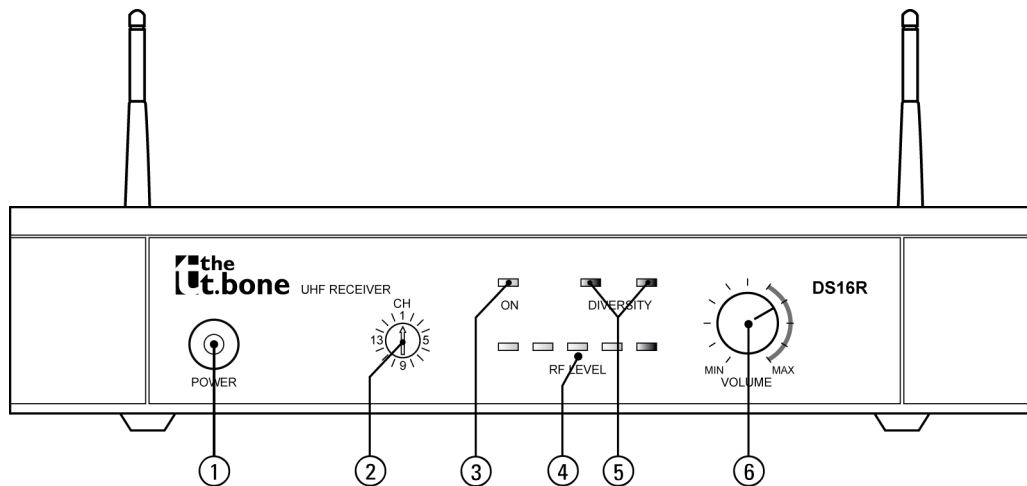 the
t.bone
UHF RECEIVER
DS16R
CH
1
13
5
9
ON
DIVERSITY
RF LEVEL
POWER
MIN
MAX
VOLUME
1
2
3
4
5
6